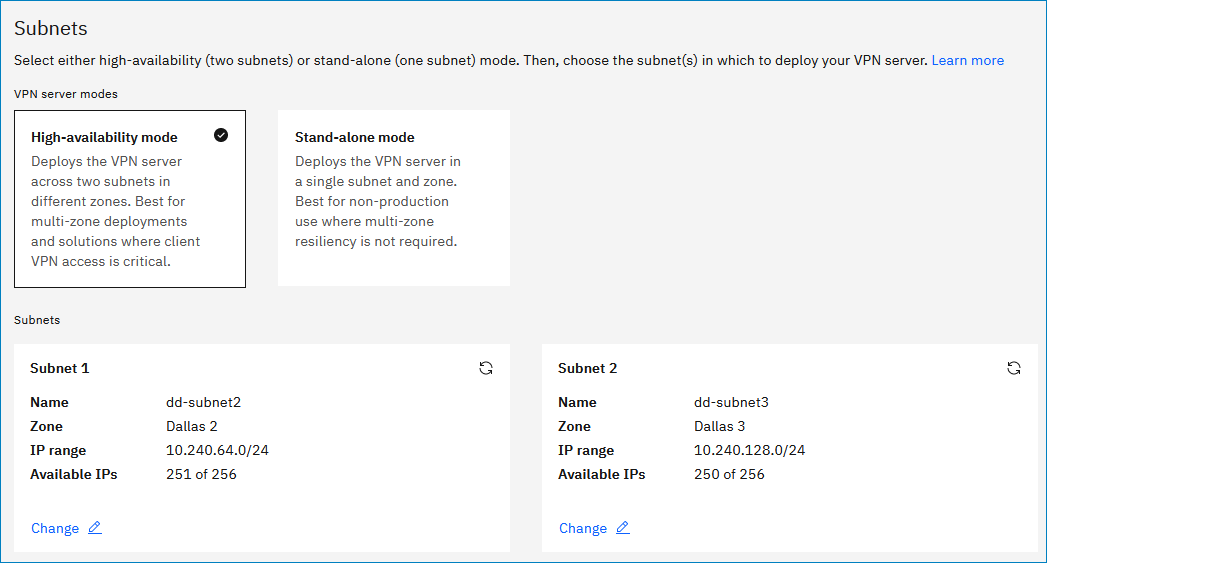 Subnets
Select either high-availability (two subnets) or stand-alone (one subnet) mode. Then, choose the subnet(s) in which to deploy your VPN server. Learn more
VPN server modes
High-availability mode
Deploys the VPN server
across two subnets in
different zones. Best for
multi-zone deployments
and solutions where client
VPN access is critical.
Stand-alone mode
Deploys the VPN server in
a single subnet and zone.
Best for non-production
use where multi-zone
resiliency is not required.
Subnets
Subnet 1
Name dd-subnet2
Zone Dallas 2
IP range 10.240.64.0/24
Available IPs 251 of 256
Change
Subnet 2
Name dd-subnet3
Zone Dallas 3
IP range 10.240.128.0/24
Available IPs 250 of 256
Change